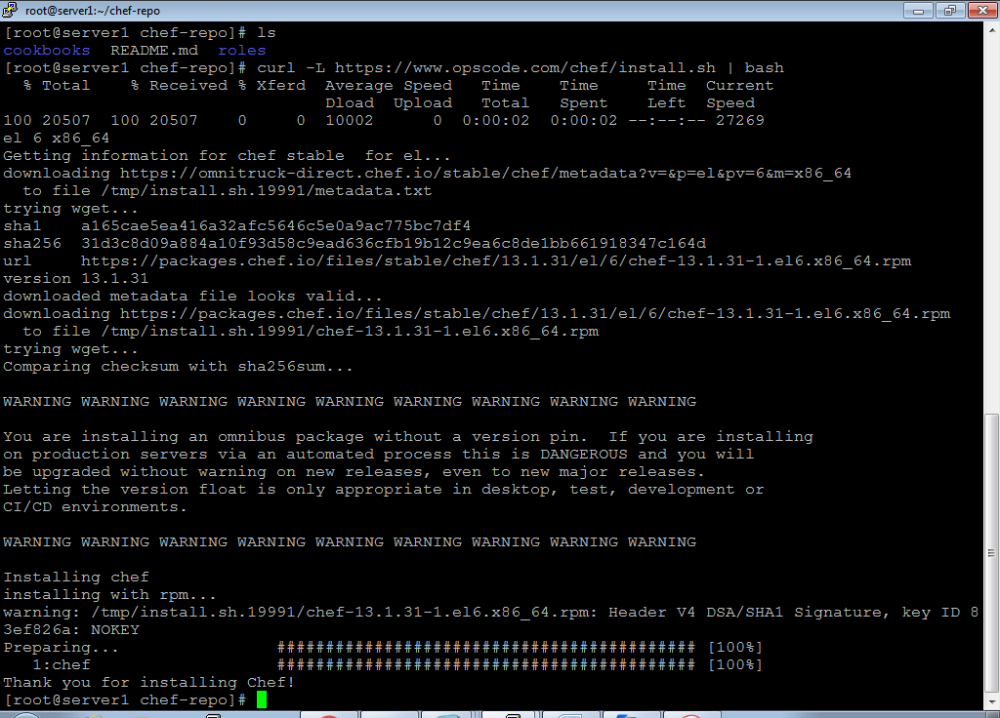 root@server1:~/chef-repo
[root@server1 chef-repo]# ls
cookbooks  README.md  roles
[root@server1 chef-repo]# curl -L https://www.opscode.com/chef/install.sh | bash
  % Total    % Received % Xferd  Average Speed   Time    Time     Time  Current
                                 Dload  Upload   Total   Spent    Left  Speed
100 20507  100 20507    0     0  10002      0  0:00:02  0:00:02 --:--:-- 27269
el 6 x86_64
Getting information for chef stable  for el...
downloading https://omnitruck-direct.chef.io/stable/chef/metadata?v=&p=el&pv=6&m=x86_64
  to file /tmp/install.sh.19991/metadata.txt
trying wget...
sha1    a165cae5ea416a32afc5646c5e0a9ac775bc7df4
sha256  31d3c8d09a884a10f93d58c9ead636cfb19b12c9ea6c8de1bb661918347c164d
url     https://packages.chef.io/files/stable/chef/13.1.31/el/6/chef-13.1.31-1.el6.x86_64.rpm
version 13.1.31
downloaded metadata file looks valid...
downloading https://packages.chef.io/files/stable/chef/13.1.31/el/6/chef-13.1.31-1.el6.x86_64.rpm
  to file /tmp/install.sh.19991/chef-13.1.31-1.el6.x86_64.rpm
trying wget...
Comparing checksum with sha256sum...
WARNING WARNING WARNING WARNING WARNING WARNING WARNING WARNING WARNING
You are installing an omnibus package without a version pin.  If you are installing
on production servers via an automated process this is DANGEROUS and you will
be upgraded without warning on new releases, even to new major releases.
Letting the version float is only appropriate in desktop, test, development or
CI/CD environments.
WARNING WARNING WARNING WARNING WARNING WARNING WARNING WARNING WARNING
Installing chef
installing with rpm...
warning: /tmp/install.sh.19991/chef-13.1.31-1.el6.x86_64.rpm: Header V4 DSA/SHA1 Signature, key ID 8
3ef826a: NOKEY
Preparing...                ########################################### [100%]
   1:chef                   ########################################### [100%]
Thank you for installing Chef!
[root@server1 chef-repo]#